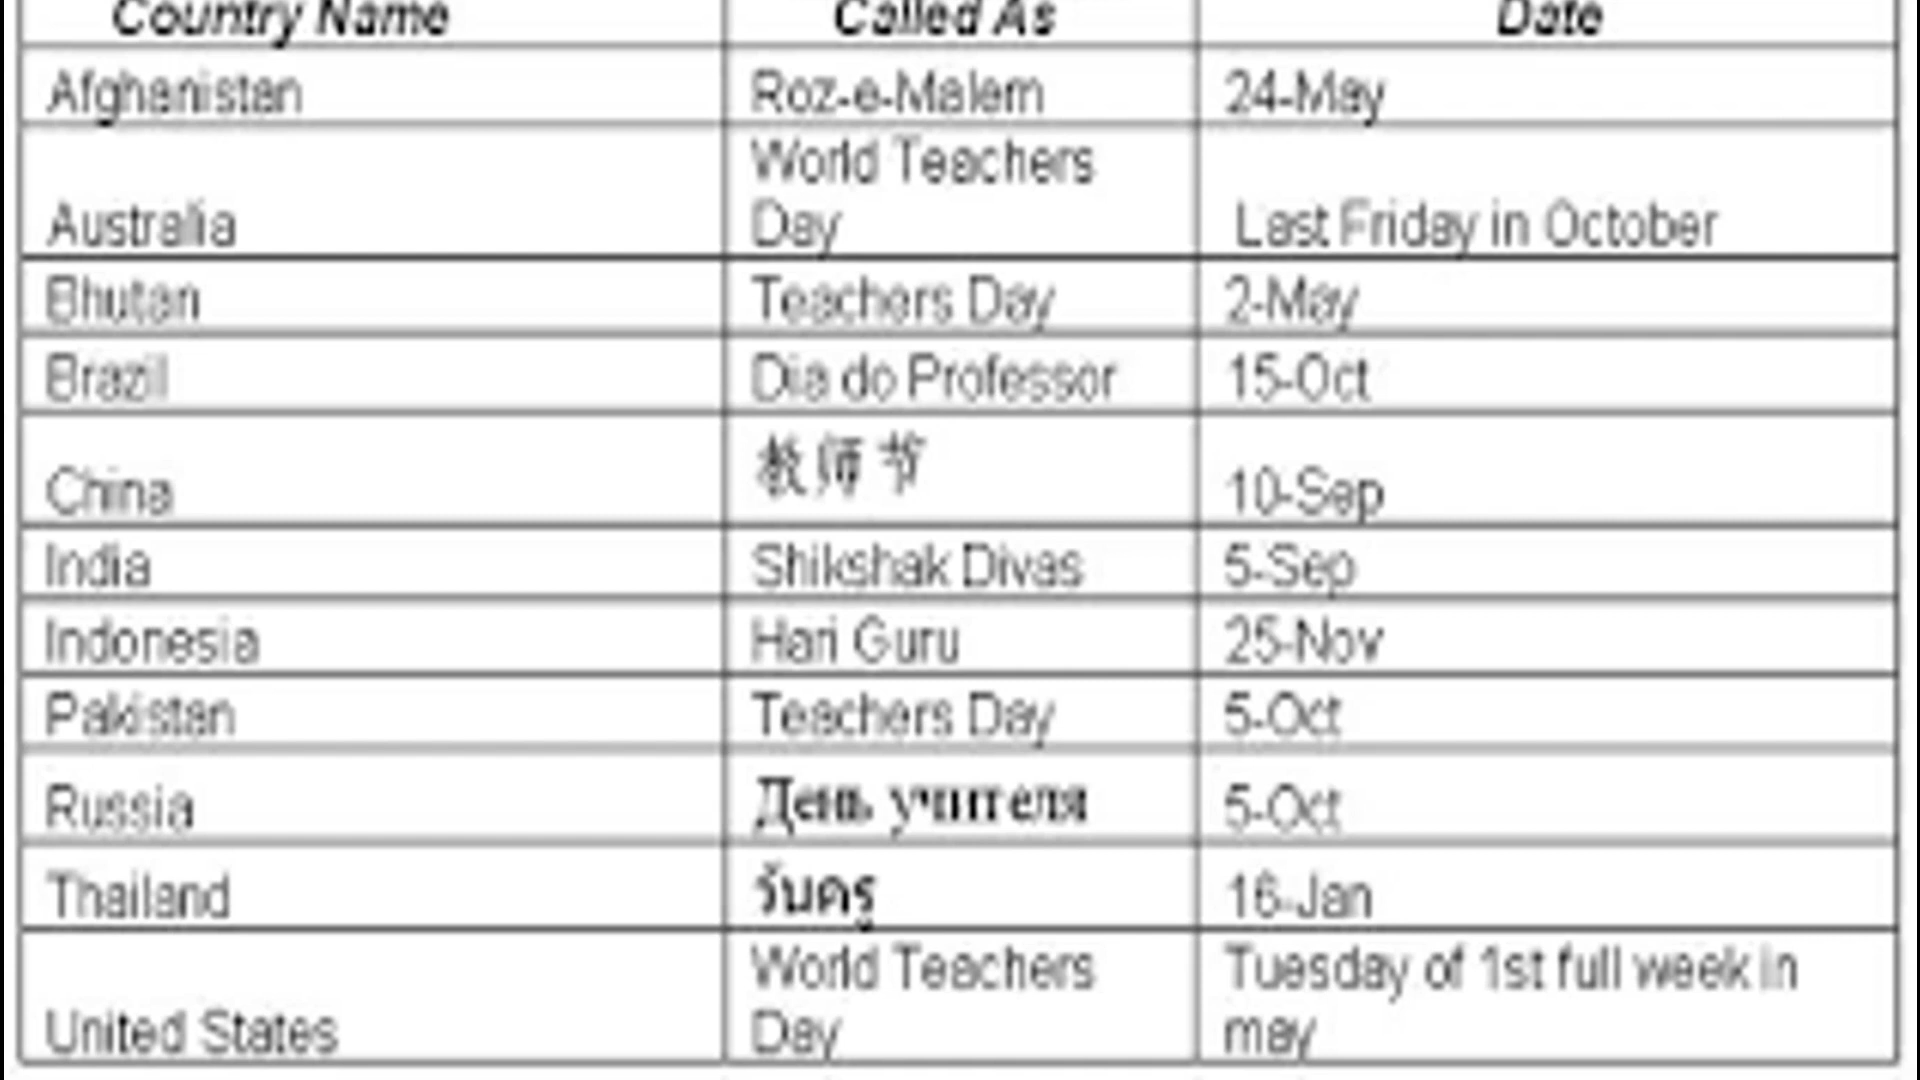 Country Name Called As Date
Afghanistan Roz-e-Malem 24-May
World Teachers
Australia Day Last Friday in October
Bhutan Teachers Day 2-May
Brazil Dia do Professor 15-Oct
教师节
China 10-Sep
India Shikshak Divas 5-Sep
Indonesia Hari Guru 25-Nov
Pakistan Teachers Day 5-Oct
Russia День учителя 5-Oct
Thailand วันครู 16-Jan
World Teachers Tuesday of 1st full week in
United States Day may